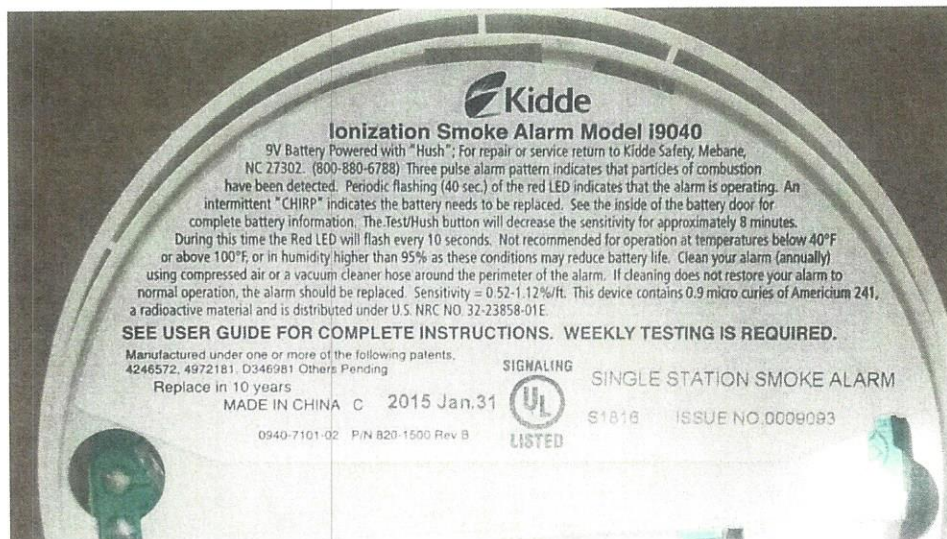 Kidde
Ionization Smoke Alarm Model i9040
9V Battery Powered with "Hush"; For repair or service return to Kidde Safety, Mebane,
NC 27302. (800-880-6788) Three pulse alarm pattern indicates that particles of combustion
have been detected. Periodic flashing (40 sec.) of the red LED indicates that the alarm is operating. An
intermittent "CHIRP" indicates the battery needs to be replaced. See the inside of the battery door for
complete battery information. The Test/Hush button will decrease the sensitivity for approximately 8 minutes.
During this time the Red LED will flash every 10 seconds. Not recommended for operation at temperatures below 40°F
or above 100°F, or in humidity higher than 95% as these conditions may reduce battery life. Clean your alarm (annually)
using compressed air or a vacuum cleaner hose around the perimeter of the alarm. If cleaning does not restore your alarm to
normal operation, the alarm should be replaced. Sensitivity = 0.52-1.12%/ft. This device contains 0.9 micro curies of Americium 241,
a radioactive material and is distributed under U.S. NRC NO. 32-23858-01E.
SEE USER GUIDE FOR COMPLETE INSTRUCTIONS. WEEKLY TESTING IS REQUIRED.
Manufactured under one or more of the following patents.
4246572, 4972181, D346981 Others Pending
Replace in 10 years
MADE IN CHINA C 2015 Jan.31
0940-7101-02 P/N 820-1500 Rev B
SIGNALING
UL
LISTED
SINGLE STATION SMOKE ALARM
S1816 ISSUE NO.0009093